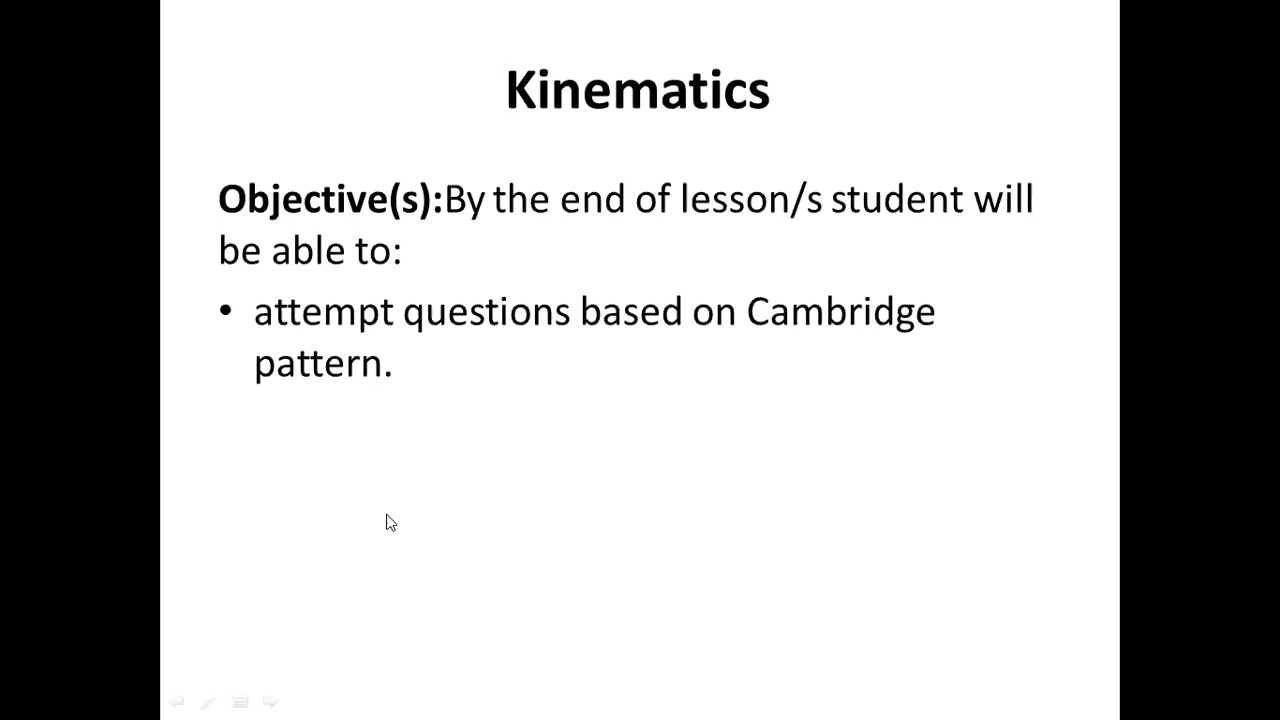 Kinematics
Objective(s):By the end of lesson/s student will
be able to:
• attempt questions based on Cambridge
pattern.